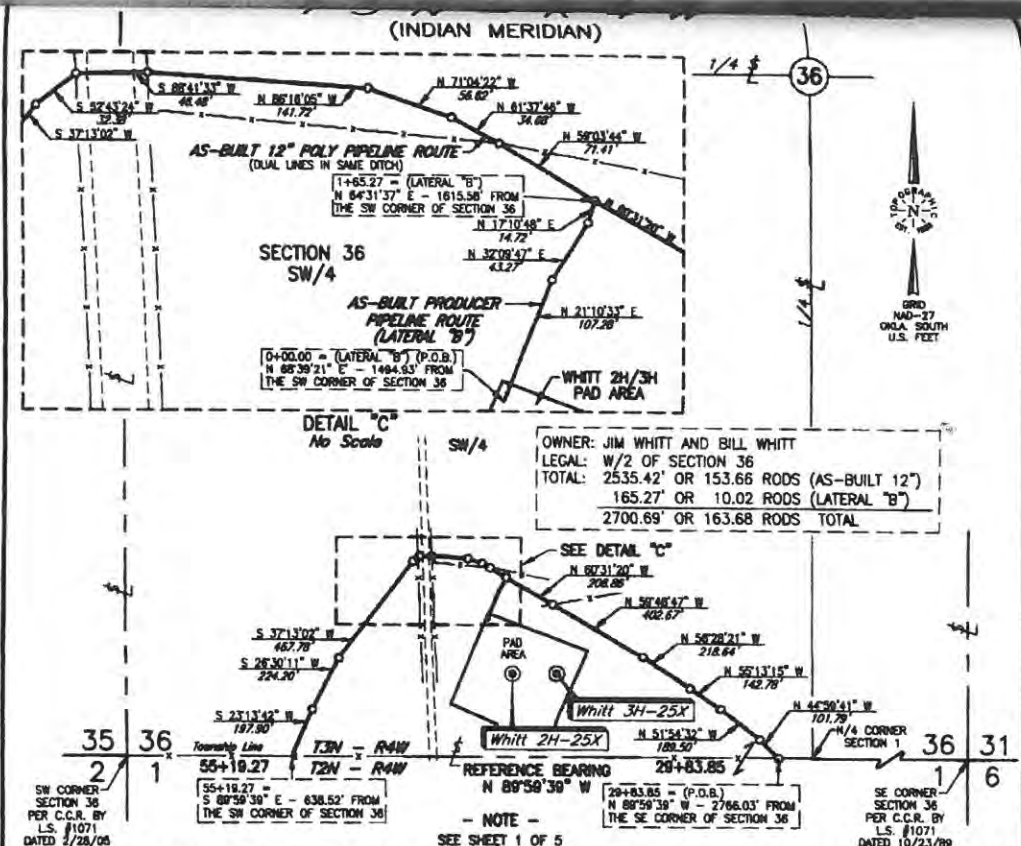 (INDIAN MERIDIAN)
1/4
36
S 88°41'33" W
48.48'
S 52°43'24" W
39.38'
S 37°13'02" W
N 86°18'05" W
141.72'
N 71°04'22" W
56.62'
N 61°37'46" W
34.08'
N 59°03'44" W
71.41'
N 60°31'20" W
AS-BUILT 12" POLY PIPELINE ROUTE
(DUAL LINES IN SAME DITCH)
1+65.27 = (LATERAL "B")
N 64°31'37" E - 1615.58' FROM
THE SW CORNER OF SECTION 36
N 17°10'48" E
14.72'
SECTION 36
SW/4
N 32°09'47" E
43.27'
AS-BUILT PRODUCER
PIPELINE ROUTE
(LATERAL "B")
N 21°10'33" E
107.28'
0+00.00 = (LATERAL "B") (P.O.B.)
N 68°39'21" E - 1494.93' FROM
THE SW CORNER OF SECTION 36
WHITT 2H/3H
PAD AREA
1/4
TOPOGRAPHIC
N
GRID
NAD-27
OKLA. SOUTH
U.S. FEET
DETAIL "C"
No Scale
SW/4
OWNER: JIM WHITT AND BILL WHITT
LEGAL: W/2 OF SECTION 36
TOTAL: 2535.42' OR 153.66 RODS (AS-BUILT 12")
165.27' OR 10.02 RODS (LATERAL "B")
2700.69' OR 163.68 RODS TOTAL
SEE DETAIL "C"
N 60°31'20" W
208.86'
N 59°46'47" W
402.67'
S 37°13'02" W
467.78'
N 56°28'21" W
218.64'
S 26°30'11" W
224.20'
PAD
AREA
N 55°13'15" W
142.78'
Whitt 3H-25X
S 23°13'42" W
197.90'
N 44°59'41" W
101.79'
Whitt 2H-25X
N 51°54'32" W
189.50'
N/4 CORNER
SECTION 1
35 36
2 1
Township Line
T3N - R4W
T2N - R4W
55+19.27
REFERENCE BEARING
N 89°59'39" W
29+83.85
36 31
1 6
SW CORNER
SECTION 36
PER C.C.R. BY
L.S. #1071
DATED 2/28/05
55+19.27 =
S 89°59'39" E - 638.52' FROM
THE SW CORNER OF SECTION 36
29+83.85 = (P.O.B.)
N 89°59'39" W - 2766.03' FROM
THE SE CORNER OF SECTION 36
SE CORNER
SECTION 36
PER C.C.R. BY
L.S. #1071
DATED 10/23/89
- NOTE -
SEE SHEET 1 OF 5